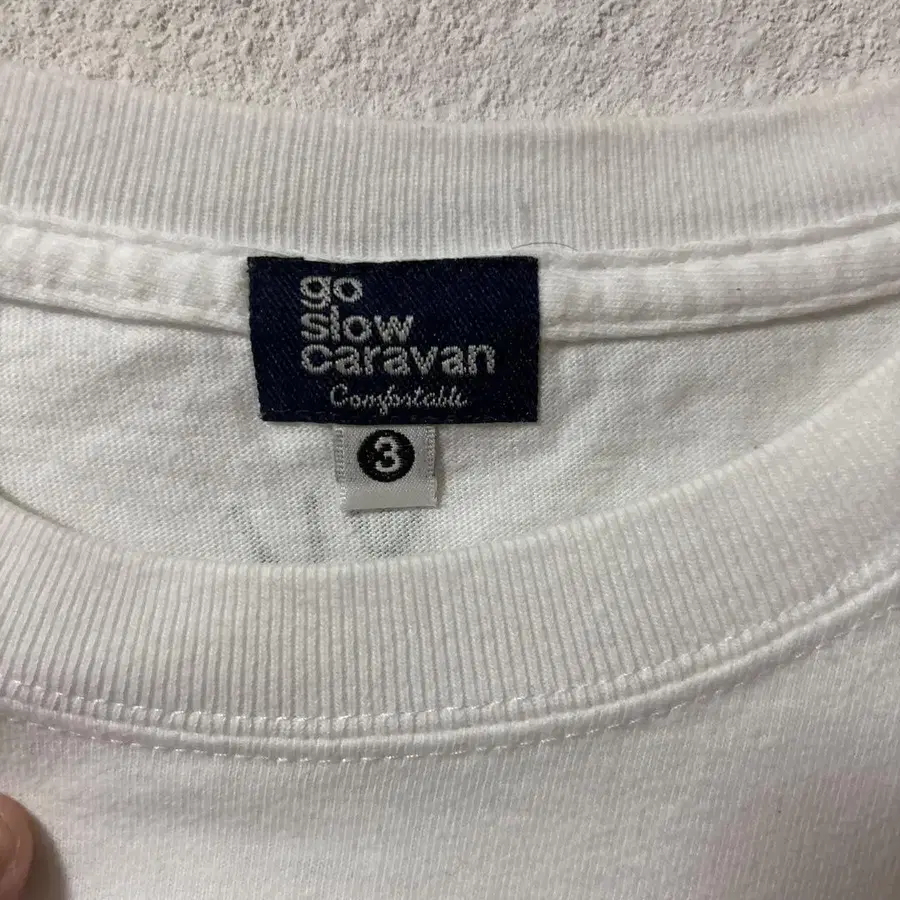 go
slow
caravan
Comfortable
3